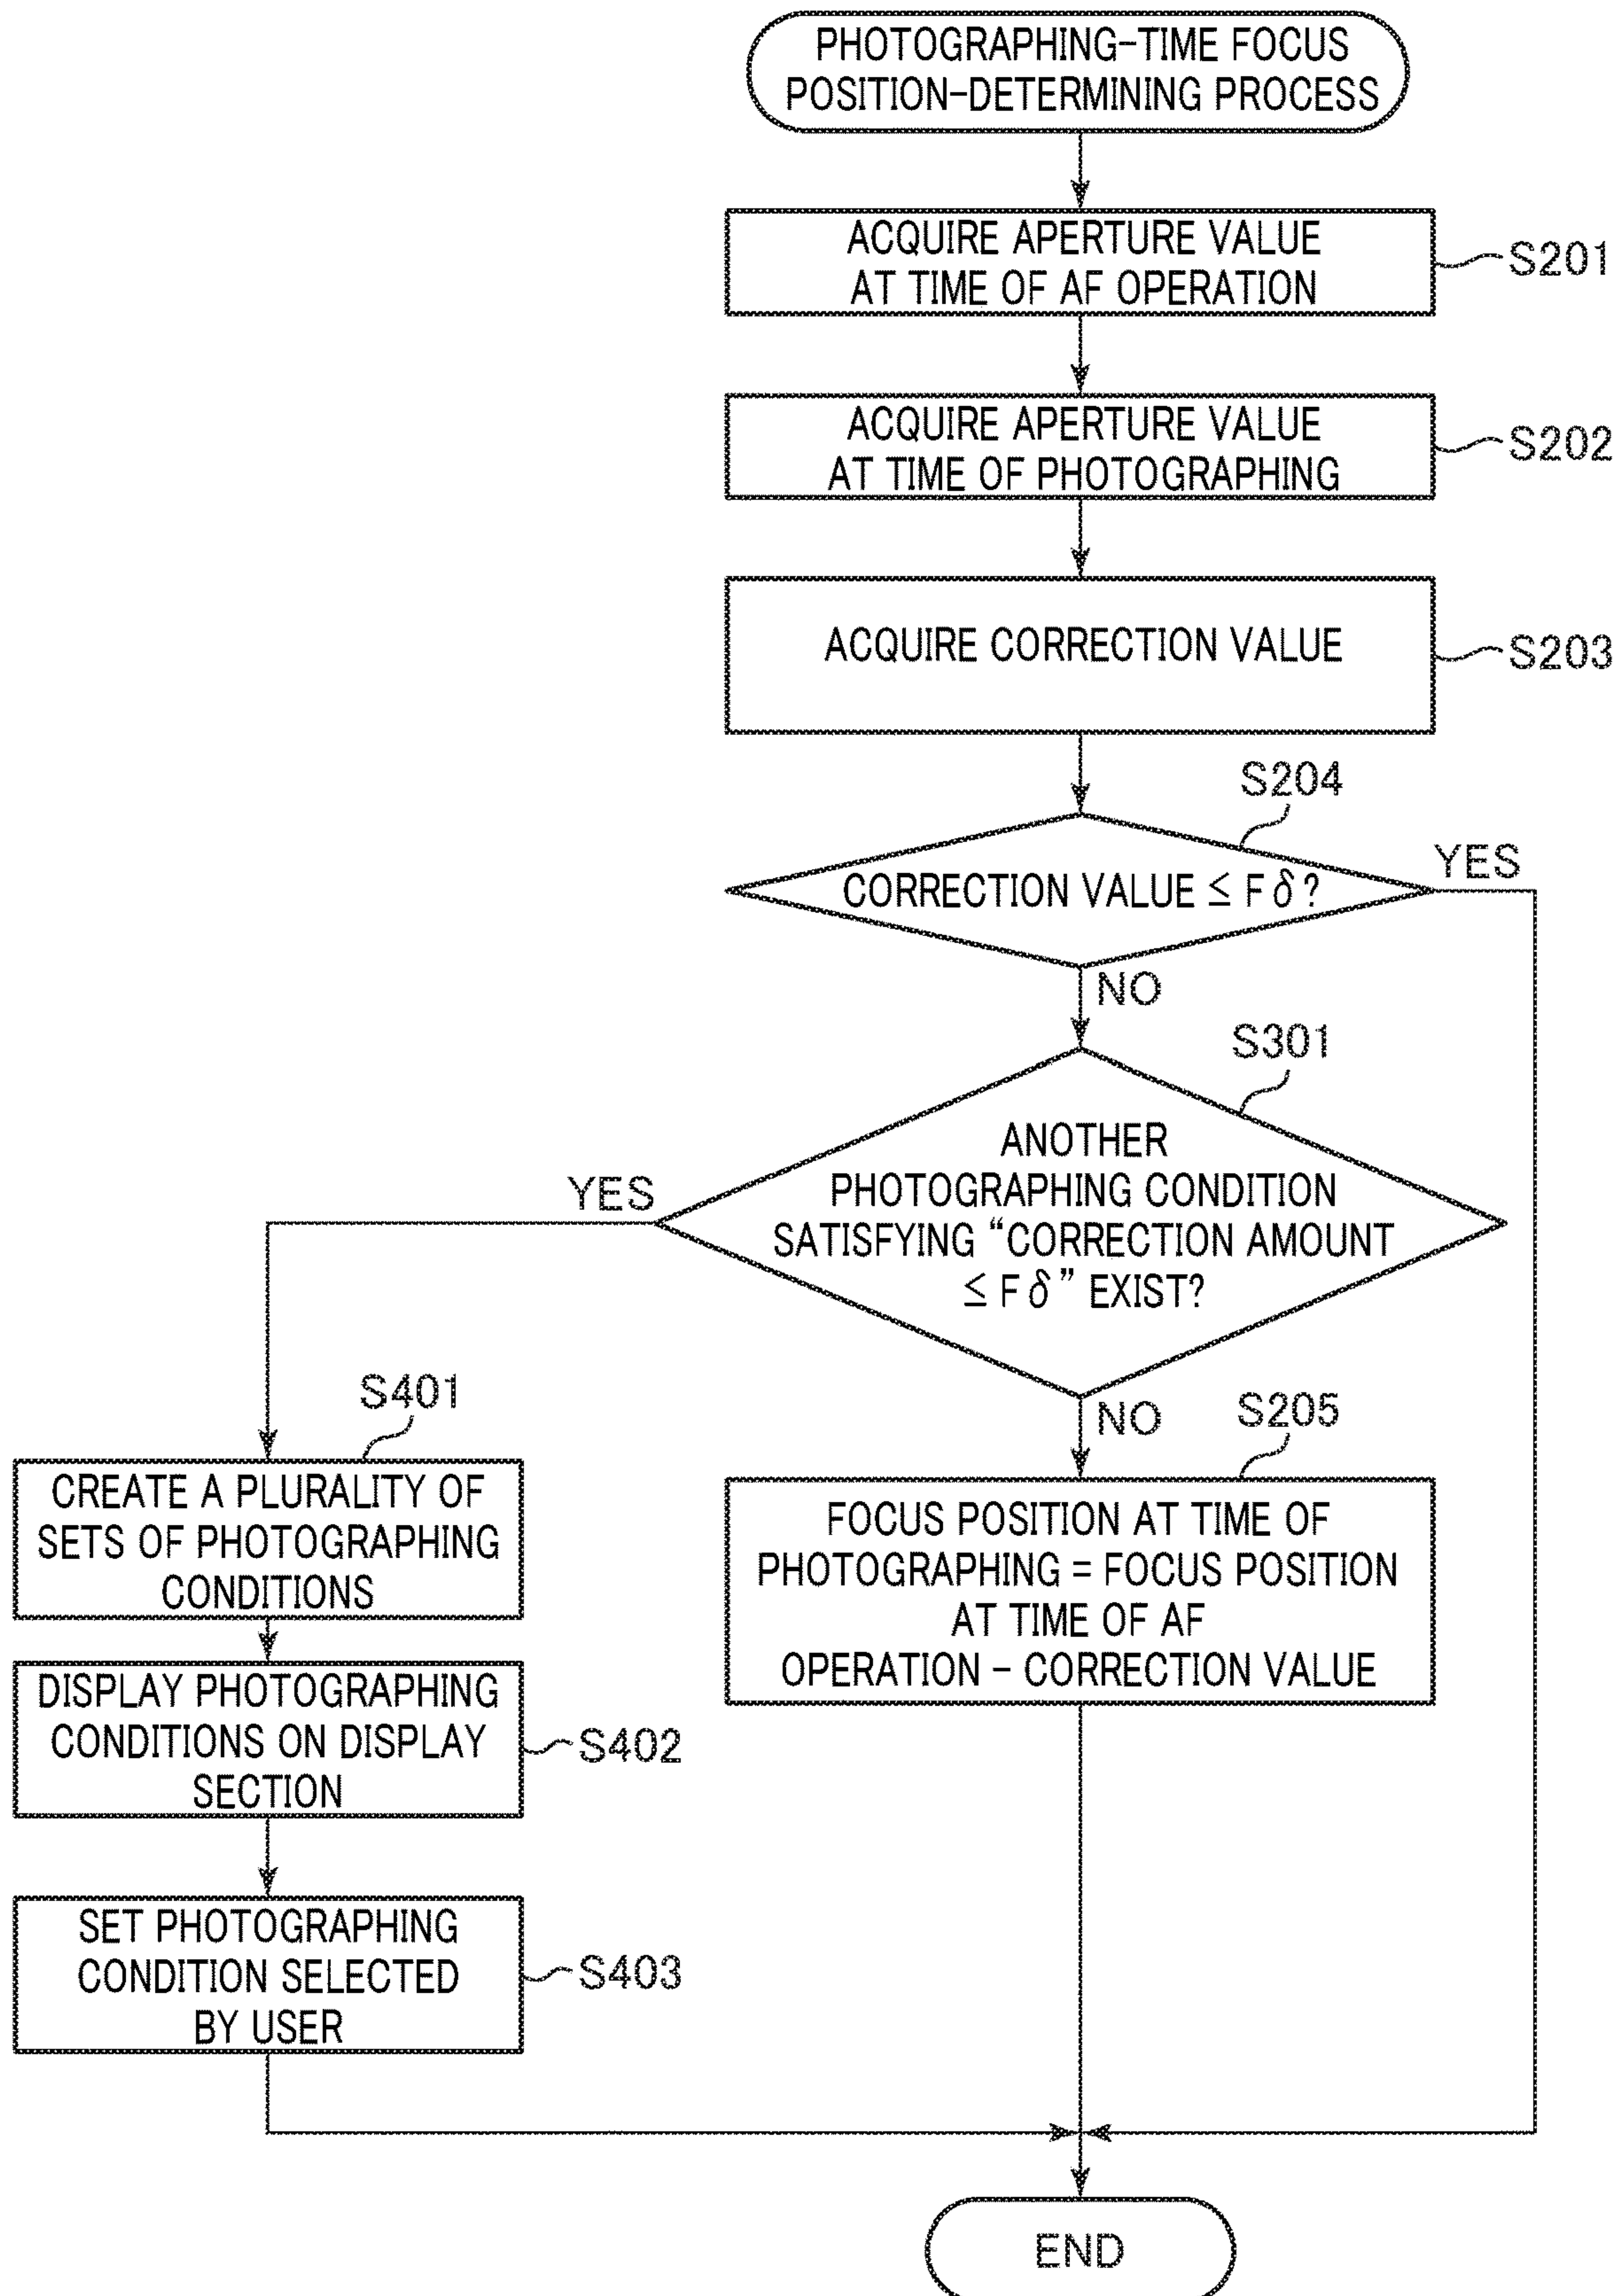 PHOTOGRAPHING-TIME FOCUS
POSITION-DETERMINING PROCESS
ACQUIRE APERTURE VALUE
AT TIME OF AF OPERATION
S201
ACQUIRE APERTURE VALUE
AT TIME OF PHOTOGRAPHING
S202
ACQUIRE CORRECTION VALUE
S203
S204
CORRECTION VALUE ≤ F δ ?
YES
NO
S301
ANOTHER
PHOTOGRAPHING CONDITION
SATISFYING “CORRECTION AMOUNT
≤ F δ” EXIST?
YES
NO
S401
CREATE A PLURALITY OF
SETS OF PHOTOGRAPHING
CONDITIONS
S205
FOCUS POSITION AT TIME OF
PHOTOGRAPHING = FOCUS POSITION
AT TIME OF AF
OPERATION − CORRECTION VALUE
DISPLAY PHOTOGRAPHING
CONDITIONS ON DISPLAY
SECTION
S402
SET PHOTOGRAPHING
CONDITION SELECTED
BY USER
S403
END